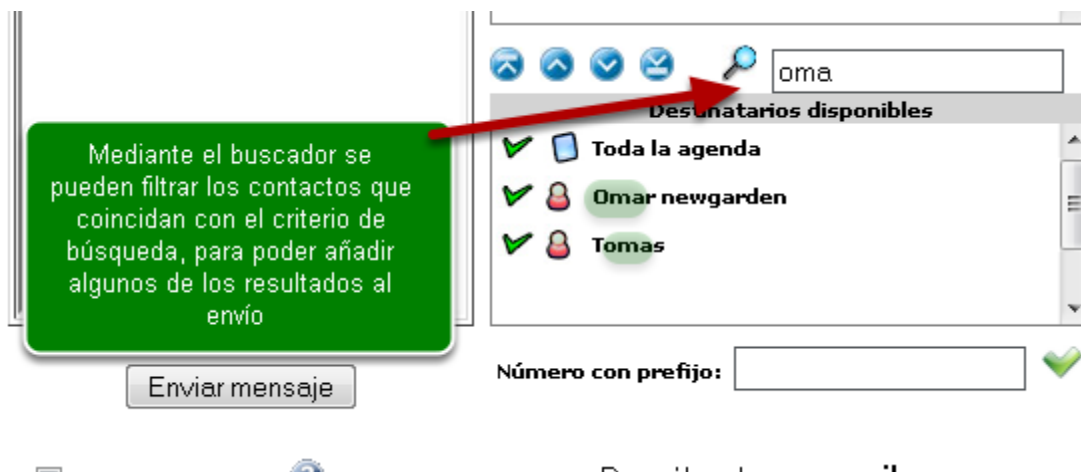 oma
Destinatarios disponibles
Toda la agenda
Omar newgarden
Tomas
Mediante el buscador se
pueden filtrar los contactos que
coincidan con el criterio de
búsqueda, para poder añadir
algunos de los resultados al
envío
Número con prefijo:
Enviar mensaje